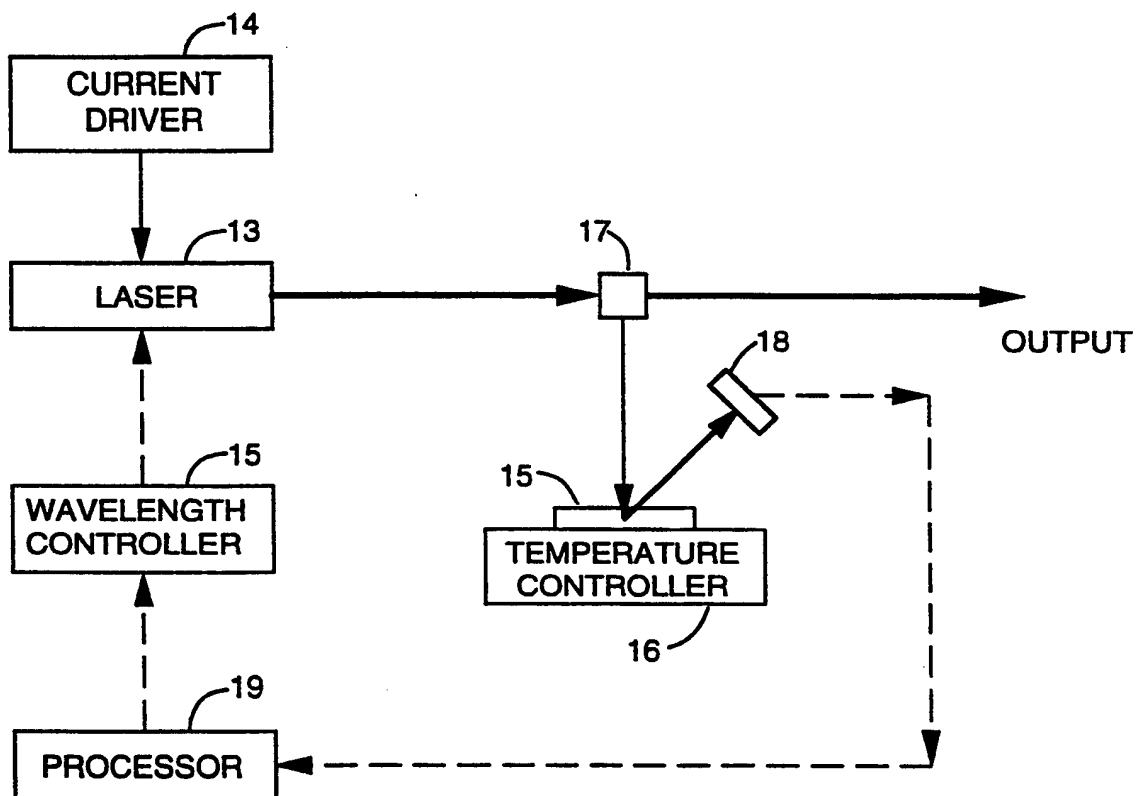 14
CURRENT
DRIVER
13
LASER
17
OUTPUT
18
15
WAVELENGTH
CONTROLLER
15
TEMPERATURE
CONTROLLER
16
19
PROCESSOR